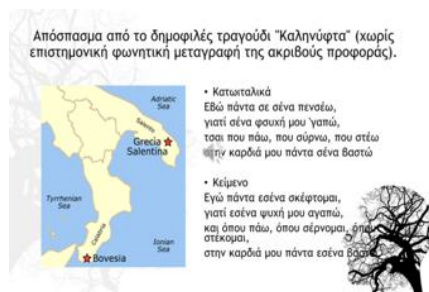 Απόσπασμα από το δημοφιλές τραγούδι "Καληνύφτα" (χωρίς
επιστημονική φωνητική μεταγραφή της ακριβούς προφοράς).
Adriatic
Sea
Salento
Grecia
Salentina
Tyrrhenian
Sea
Calabria
Ionian
Sea
Bovesia
• Κατωιταλικά
Εβώ πάντα σε σένα πενσέω,
γιατί σένα φσυχή μου 'γαπώ,
τσαι που πάω, που σύρνω, που στέω
στην καρδιά μου πάντα σένα βαστώ
• Κείμενο
Εγώ πάντα εσένα σκέφτομαι,
γιατί εσένα ψυχή μου αγαπώ,
και όπου πάω, όπου σέρνομαι, όπου
στέκομαι,
στην καρδιά μου πάντα εσένα βαστώ